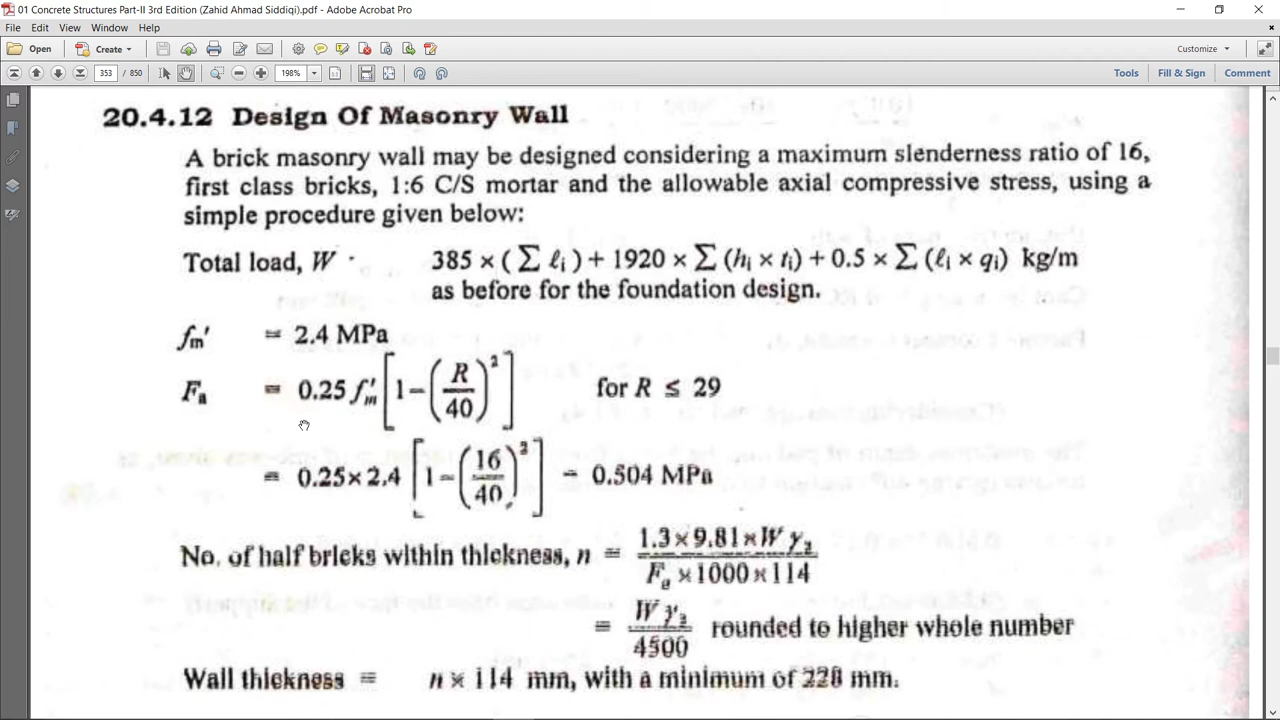 01 Concrete Structures Part-II 3rd Edition (Zahid Ahmad Siddiqi).pdf - Adobe Acrobat Pro
File Edit View Window Help
Open Create Customize
353 / 850 198% Tools Fill & Sign Comment
20.4.12 Design Of Masonry Wall
A brick masonry wall may be designed considering a maximum slenderness ratio of 16,
first class bricks, 1:6 C/S mortar and the allowable axial compressive stress, using a
simple procedure given below:
Total load, W 385 × ( ∑ ℓi ) + 1920 × ∑ (hi × ti) + 0.5 × ∑ (ℓi × qi) kg/m
as before for the foundation design.
fm′ = 2.4 MPa
Fa = 0.25 f′m [1 − (R/40)²] for R ≤ 29
= 0.25 × 2.4 [1 − (16/40)²] = 0.504 MPa
No. of half bricks within thickness, n = (1.3 × 9.81 × W γ2) / (Fa × 1000 × 114)
= W γ2 / 4500 rounded to higher whole number
Wall thickness = n × 114 mm, with a minimum of 228 mm.